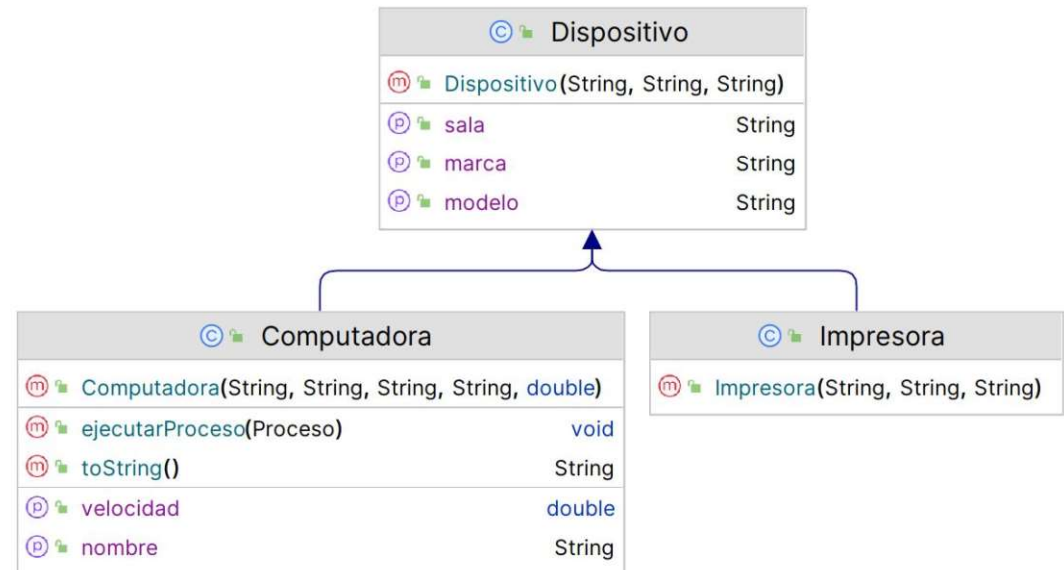 Dispositivo
Dispositivo(String, String, String)
sala String
marca String
modelo String
Computadora
Computadora(String, String, String, String, double)
ejecutarProceso(Proceso) void
toString() String
velocidad double
nombre String
Impresora
Impresora(String, String, String)